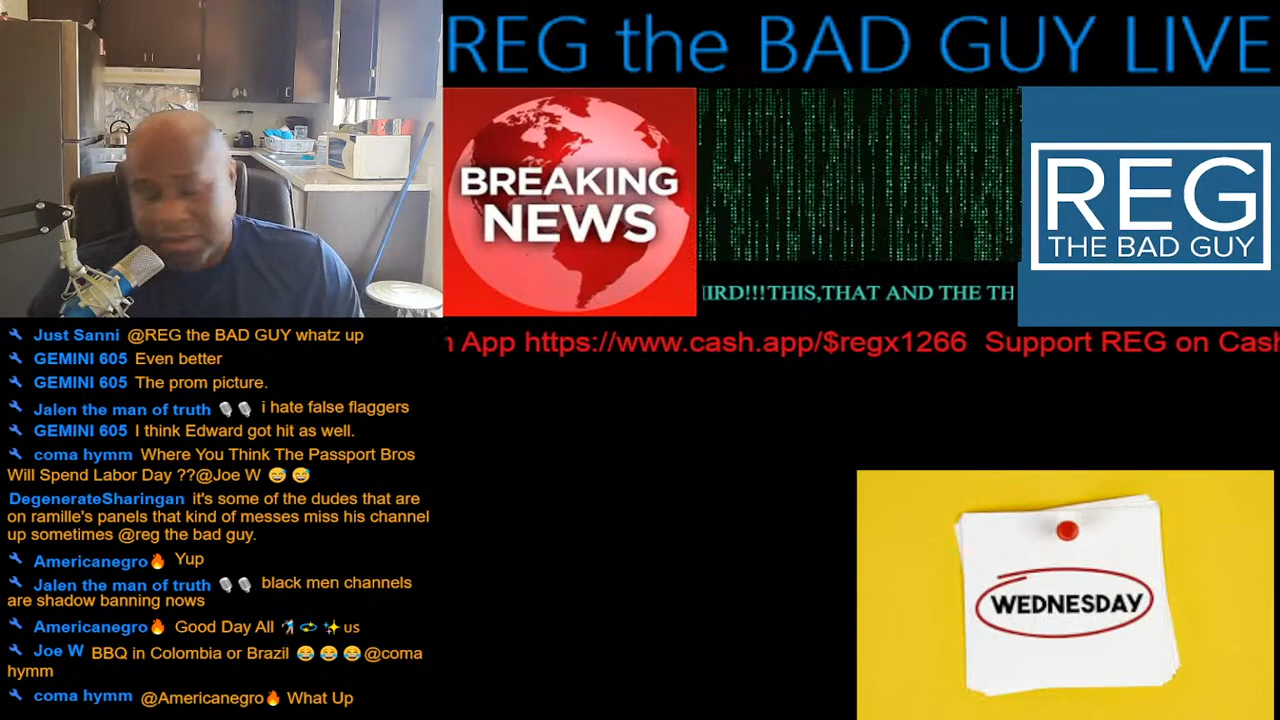 REG the BAD GUY LIVE
BREAKING
NEWS
REG
THE BAD GUY
!!!THIS,THAT AND THE TH
App https://www.cash.app/$regx1266 Support REG on Cash
Just Sanni @REG the BAD GUY whatz up
GEMINI 605 Even better
GEMINI 605 The prom picture.
Jalen the man of truth 🎙️🎙️ i hate false flaggers
GEMINI 605 I think Edward got hit as well.
coma hymm Where You Think The Passport Bros
Will Spend Labor Day ??@Joe W 😅 😅
DegenerateSharingan it's some of the dudes that are
on ramille's panels that kind of messes miss his channel
up sometimes @reg the bad guy.
Americanegro🔥 Yup
Jalen the man of truth 🎙️🎙️ black men channels
are shadow banning nows
Americanegro🔥 Good Day All 🏌️💫 ✨us
Joe W BBQ in Colombia or Brazil 😂 😂 😂@coma
hymm
coma hymm @Americanegro🔥 What Up
WEDNESDAY